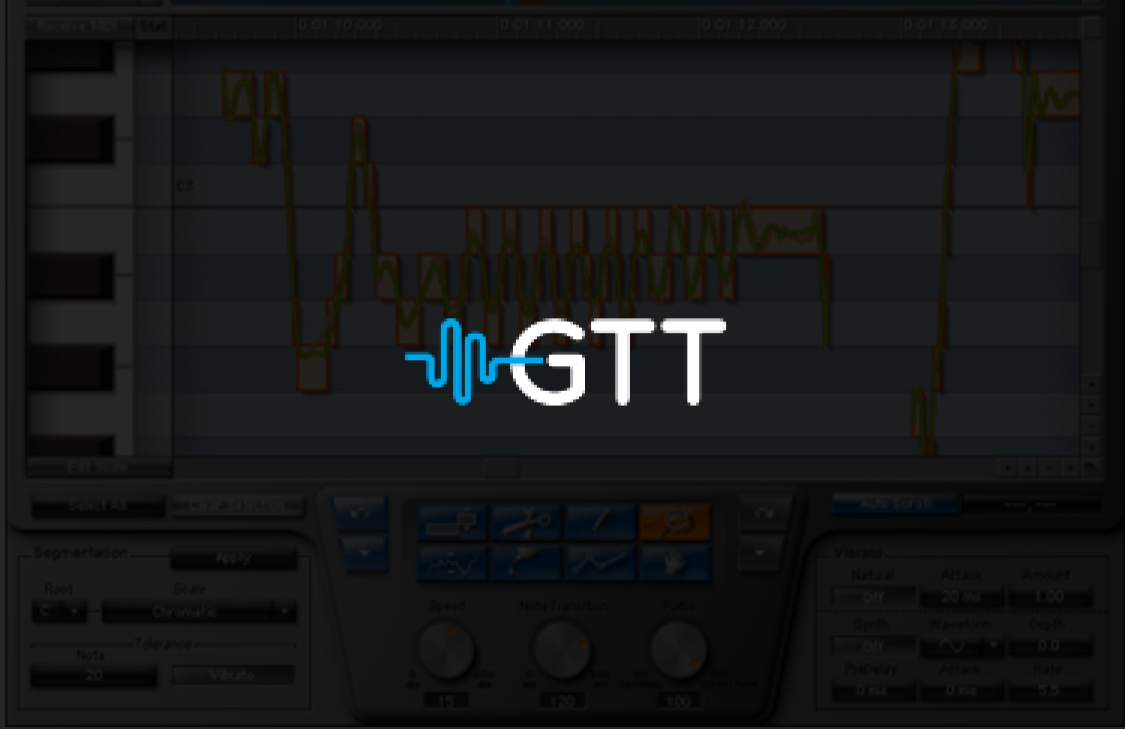 Receive MIDI Start 0:01:10:000 0:01:11:000 0:01:12:000 0:01:13:000
C3
GTT
Edit Scale
Select All Clear Selection Auto Scroll
Segmentation Apply
Root Scale
C Chromatic
Tolerance
Note
20 Vibrato
Speed Note Transition Ratio
15 120 100
Vibrato
Natural Attack Amount
Off 20 ms 1.00
Synth Waveform Depth
Off 0.0
PreDelay Attack Rate
0 ms 0 ms 5.5